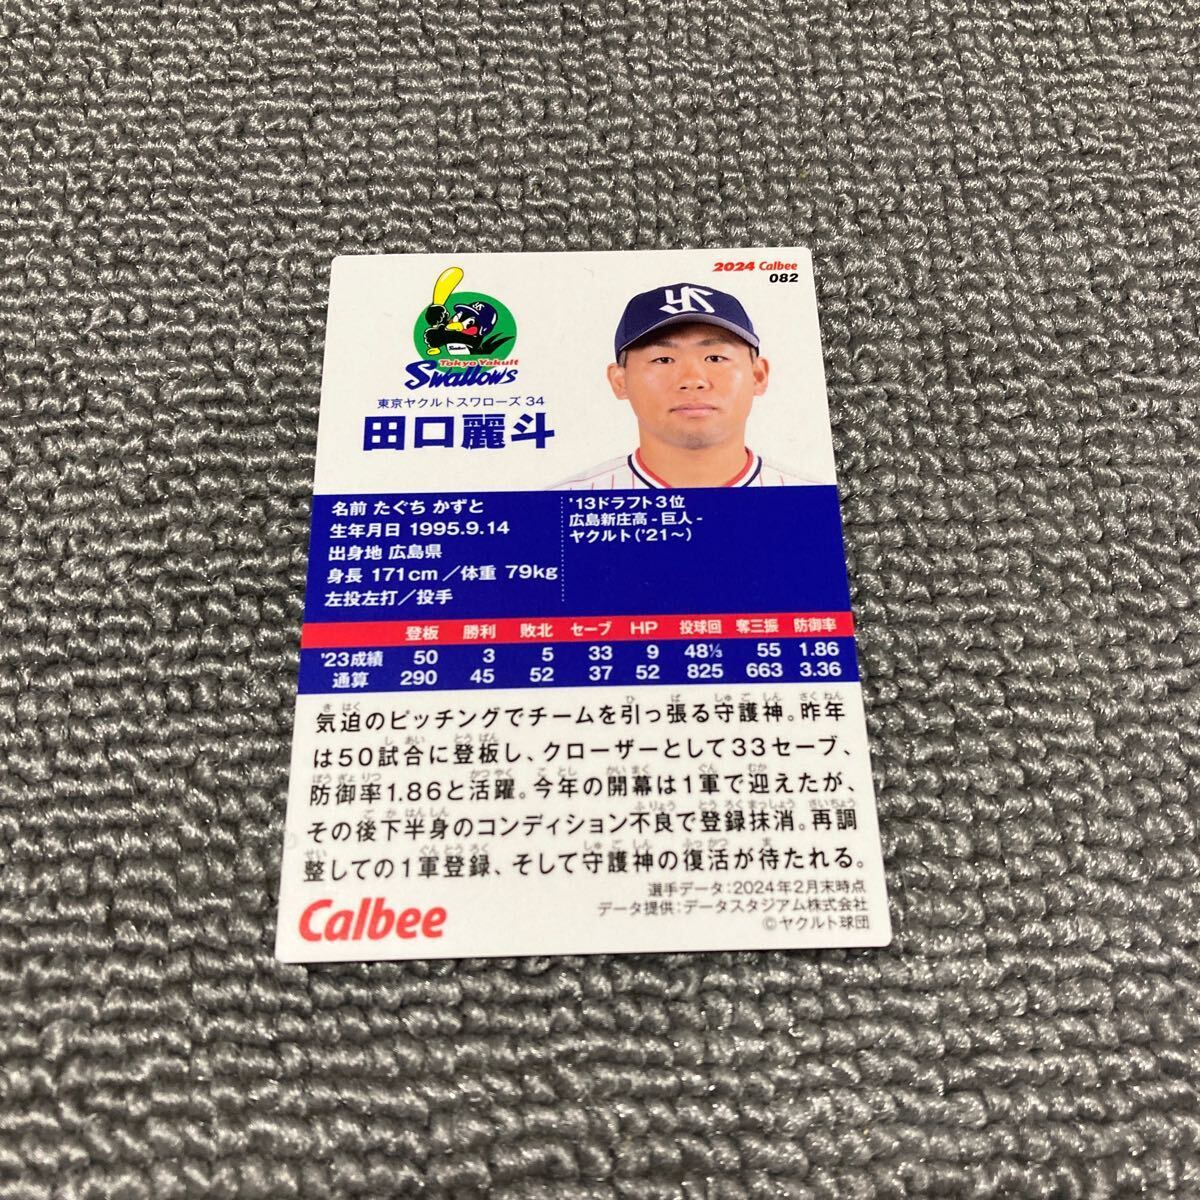 2024 Calbee
082
Tokyo Yakult
Swallows
東京ヤクルトスワローズ 34
田口麗斗
名前 たぐち かずと
生年月日 1995.9.14
出身地 広島県
身長 171cm／体重 79kg
左投左打／投手
'13ドラフト3位
広島新庄高 - 巨人 -
ヤクルト('21〜)
登板 勝利 敗北 セーブ HP 投球回 奪三振 防御率
'23成績 50 3 5 33 9 48⅓ 55 1.86
通算 290 45 52 37 52 825 663 3.36
気迫のピッチングでチームを引っ張る守護神。昨年
は50試合に登板し、クローザーとして33セーブ、
防御率1.86と活躍。今年の開幕は1軍で迎えたが、
その後下半身のコンディション不良で登録抹消。再調
整しての1軍登録、そして守護神の復活が待たれる。
選手データ:2024年2月末時点
データ提供:データスタジアム株式会社
©ヤクルト球団
Calbee